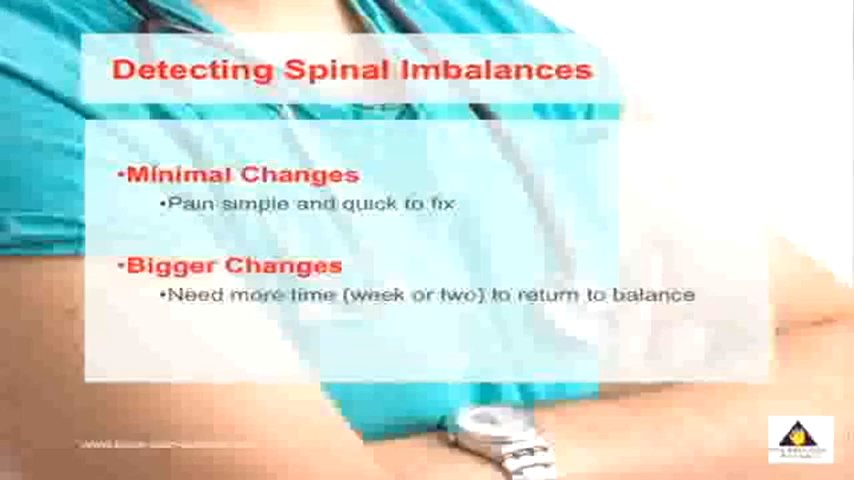 Detecting Spinal Imbalances
•Minimal Changes
•Pain simple and quick to fix
•Bigger Changes
•Need more time (week or two) to return to balance